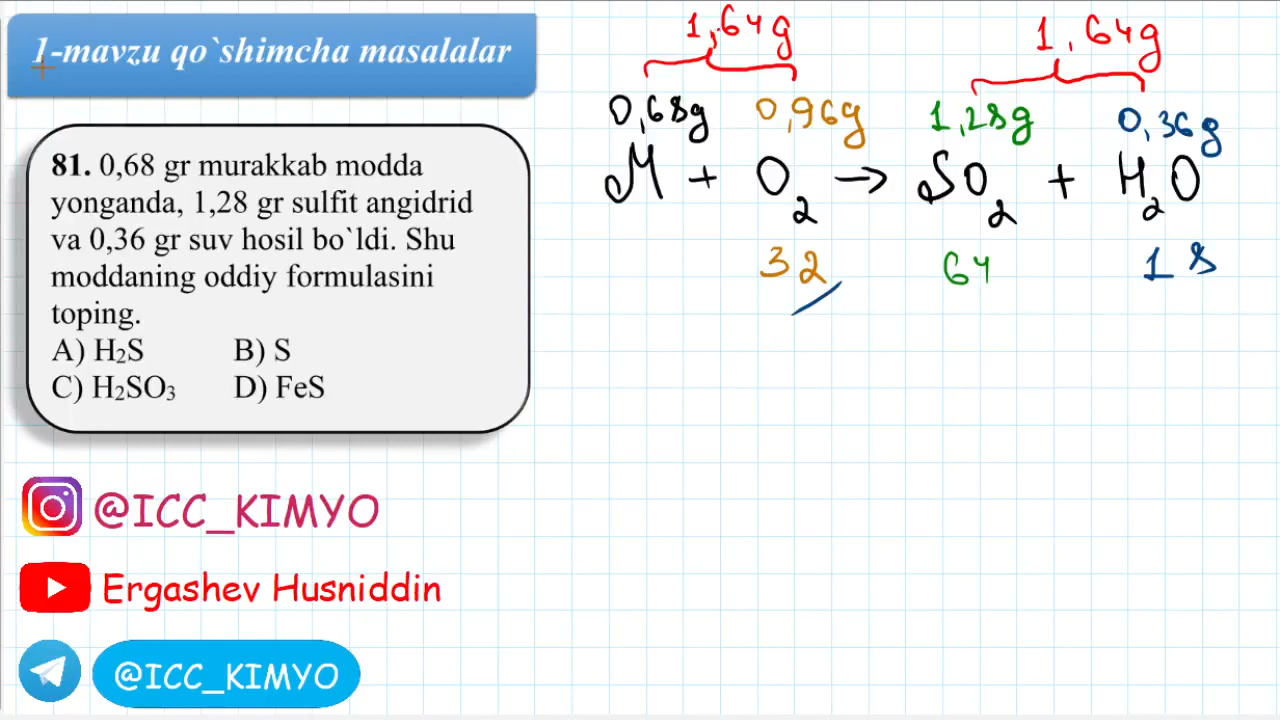 1-mavzu qo`shimcha masalalar
81. 0,68 gr murakkab modda
yonganda, 1,28 gr sulfit angidrid
va 0,36 gr suv hosil bo`ldi. Shu
moddaning oddiy formulasini
toping.
A) H₂S B) S
C) H₂SO₃ D) FeS
@ICC_KIMYO
Ergashev Husniddin
@ICC_KIMYO
1,64g 1,64g
0,68g 0,96g 1,28g 0,36g
M + O₂ → SO₂ + H₂O
32 64 18